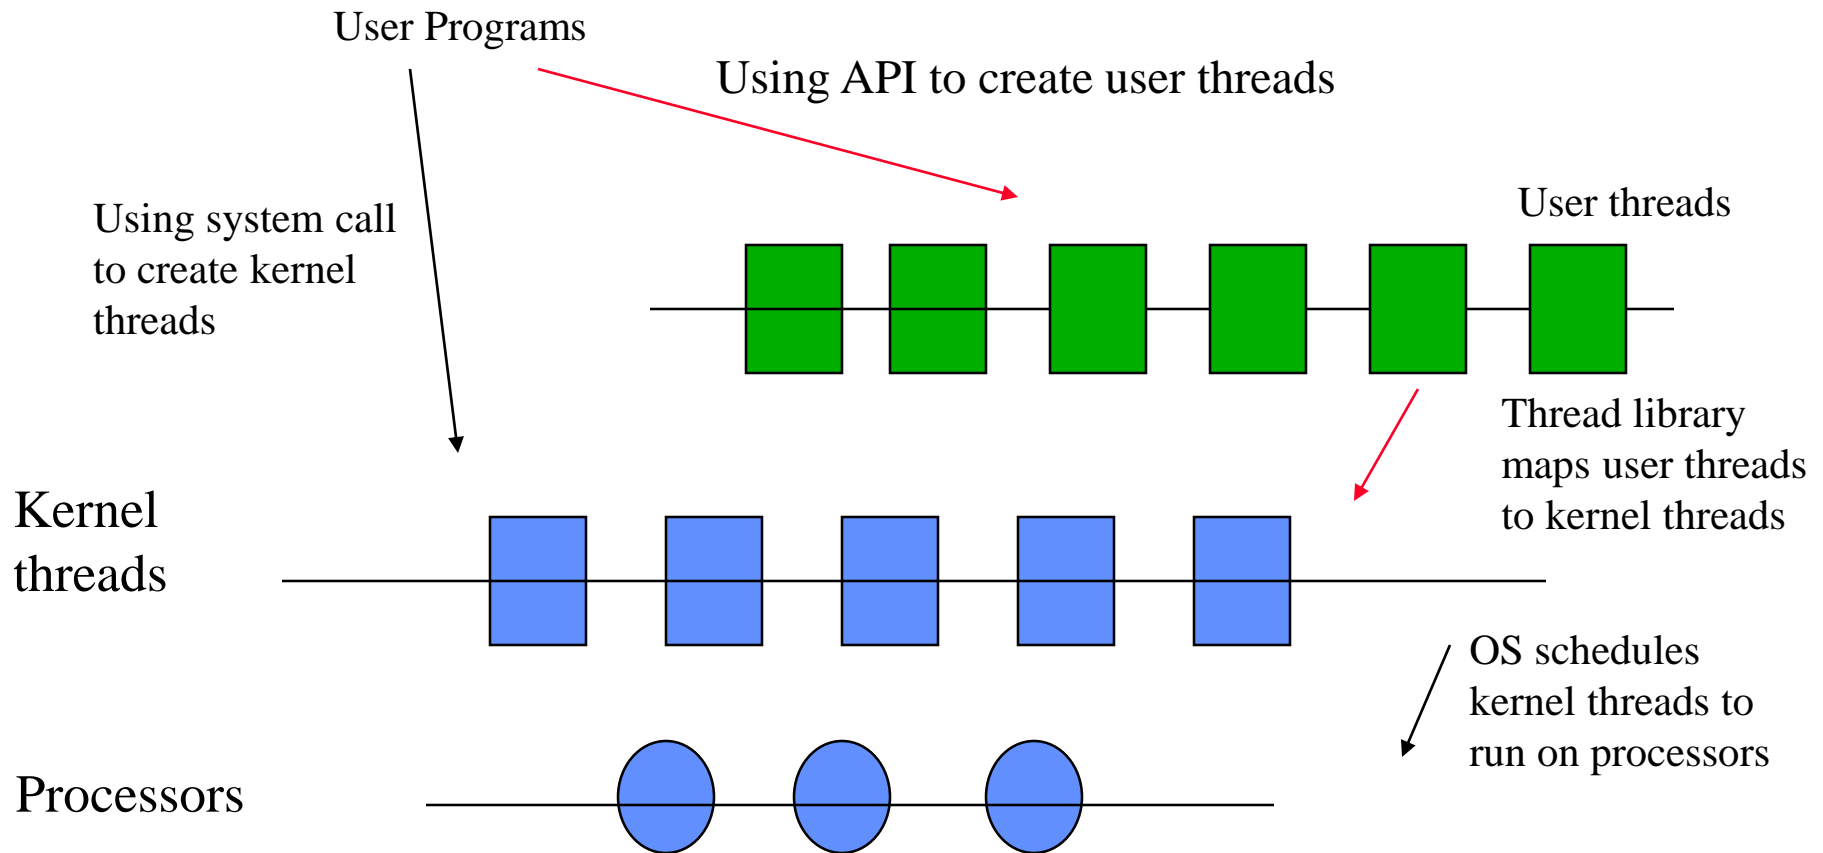 User Programs
Using API to create user threads
Using system call
to create kernel
threads
User threads
Thread library
maps user threads
to kernel threads
Kernel
threads
OS schedules
kernel threads to
run on processors
Processors